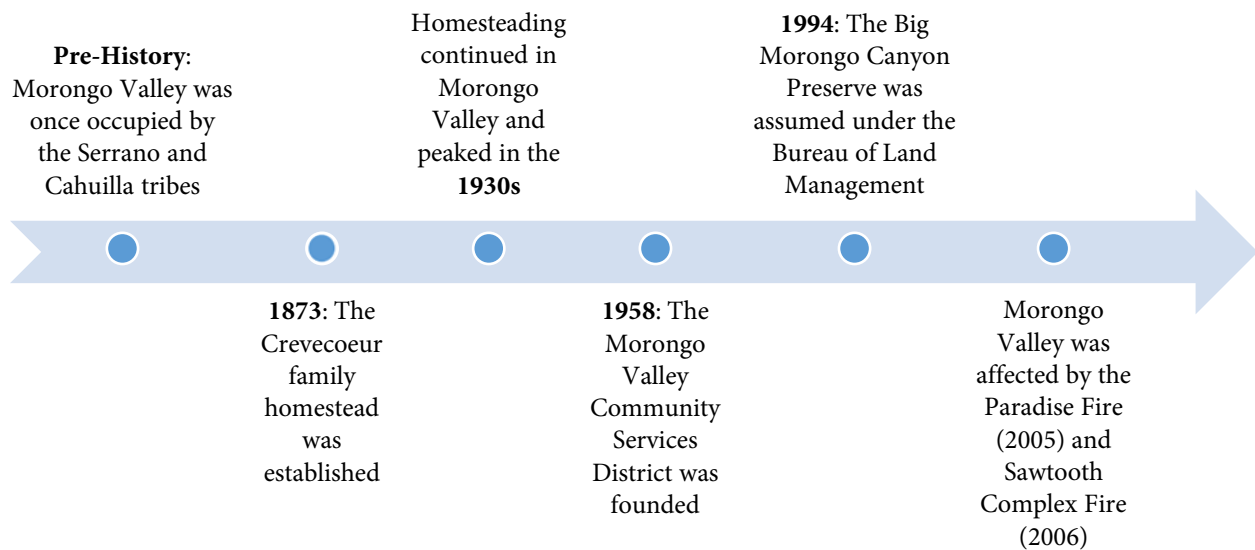 Pre-History:
Morongo Valley was
once occupied by
the Serrano and
Cahuilla tribes
1873: The
Crevecoeur
family
homestead
was
established
Homesteading
continued in
Morongo
Valley and
peaked in the
1930s
1958: The
Morongo
Valley
Community
Services
District was
founded
1994: The Big
Morongo Canyon
Preserve was
assumed under the
Bureau of Land
Management
Morongo
Valley was
affected by the
Paradise Fire
(2005) and
Sawtooth
Complex Fire
(2006)